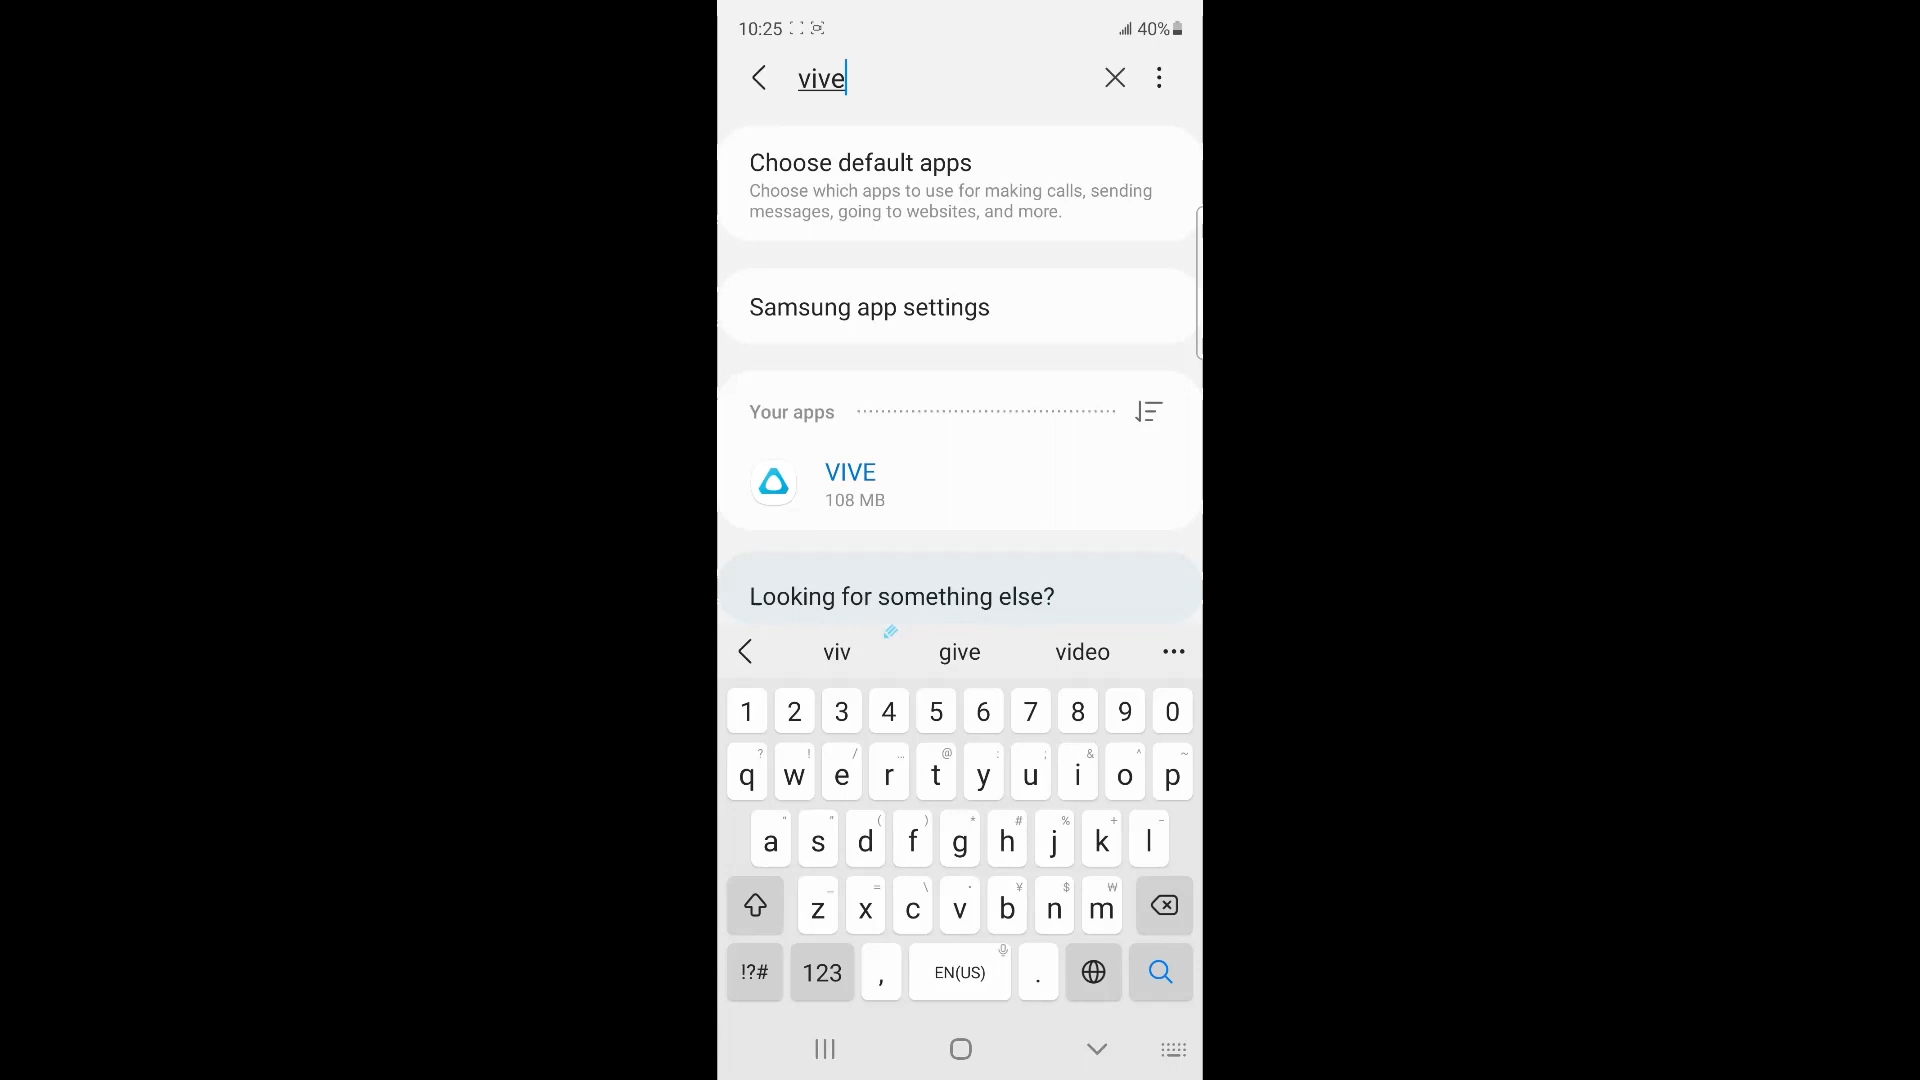 10:25 40%
vive
Choose default apps
Choose which apps to use for making calls, sending
messages, going to websites, and more.
Samsung app settings
Your apps
VIVE
108 MB
Looking for something else?
viv give video
1 2 3 4 5 6 7 8 9 0
q w e r t y u i o p
a s d f g h j k l
z x c v b n m
!?# 123 , EN(US) .